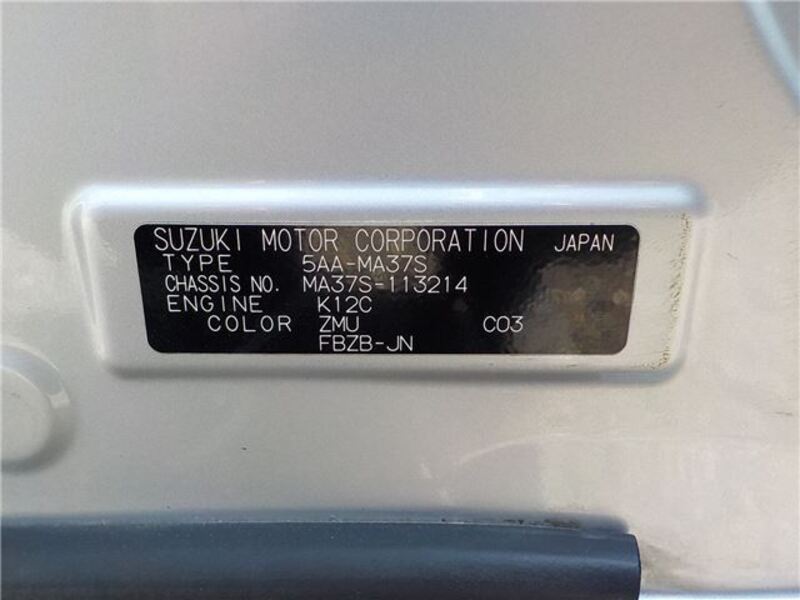 SUZUKI MOTOR CORPORATION JAPAN
TYPE 5AA-MA37S
CHASSIS NO. MA37S-113214
ENGINE K12C
COLOR ZMU C03
FBZB-JN